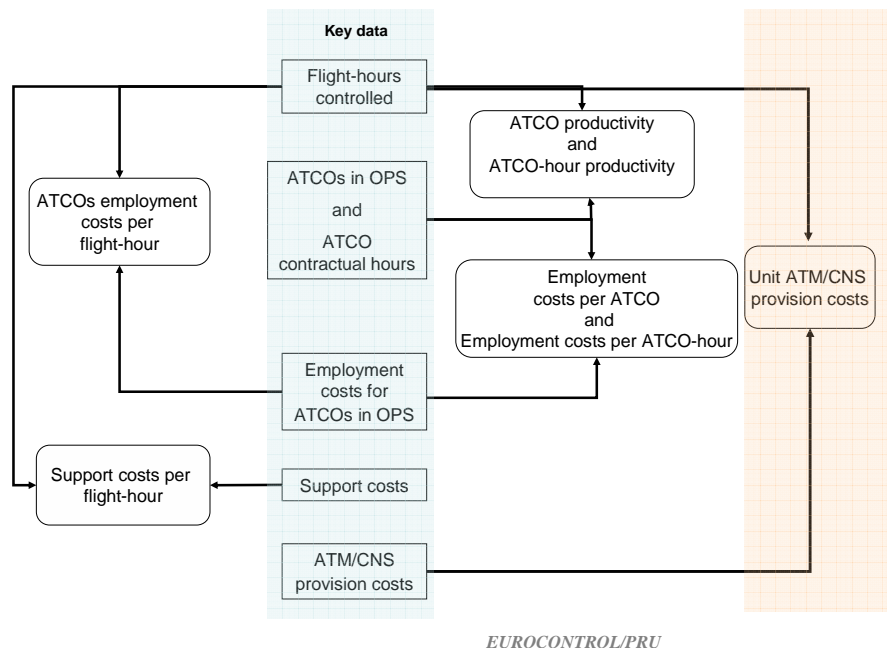 Key data
Flight-hours
controlled
ATCO productivity
and
ATCO-hour productivity
ATCOs in OPS
and
ATCO
contractual hours
ATCOs employment
costs per
flight-hour
Employment
costs per ATCO
and
Employment costs per ATCO-hour
Unit ATM/CNS
provision costs
Employment
costs for
ATCOs in OPS
Support costs per
flight-hour
Support costs
ATM/CNS
provision costs
EUROCONTROL/PRU